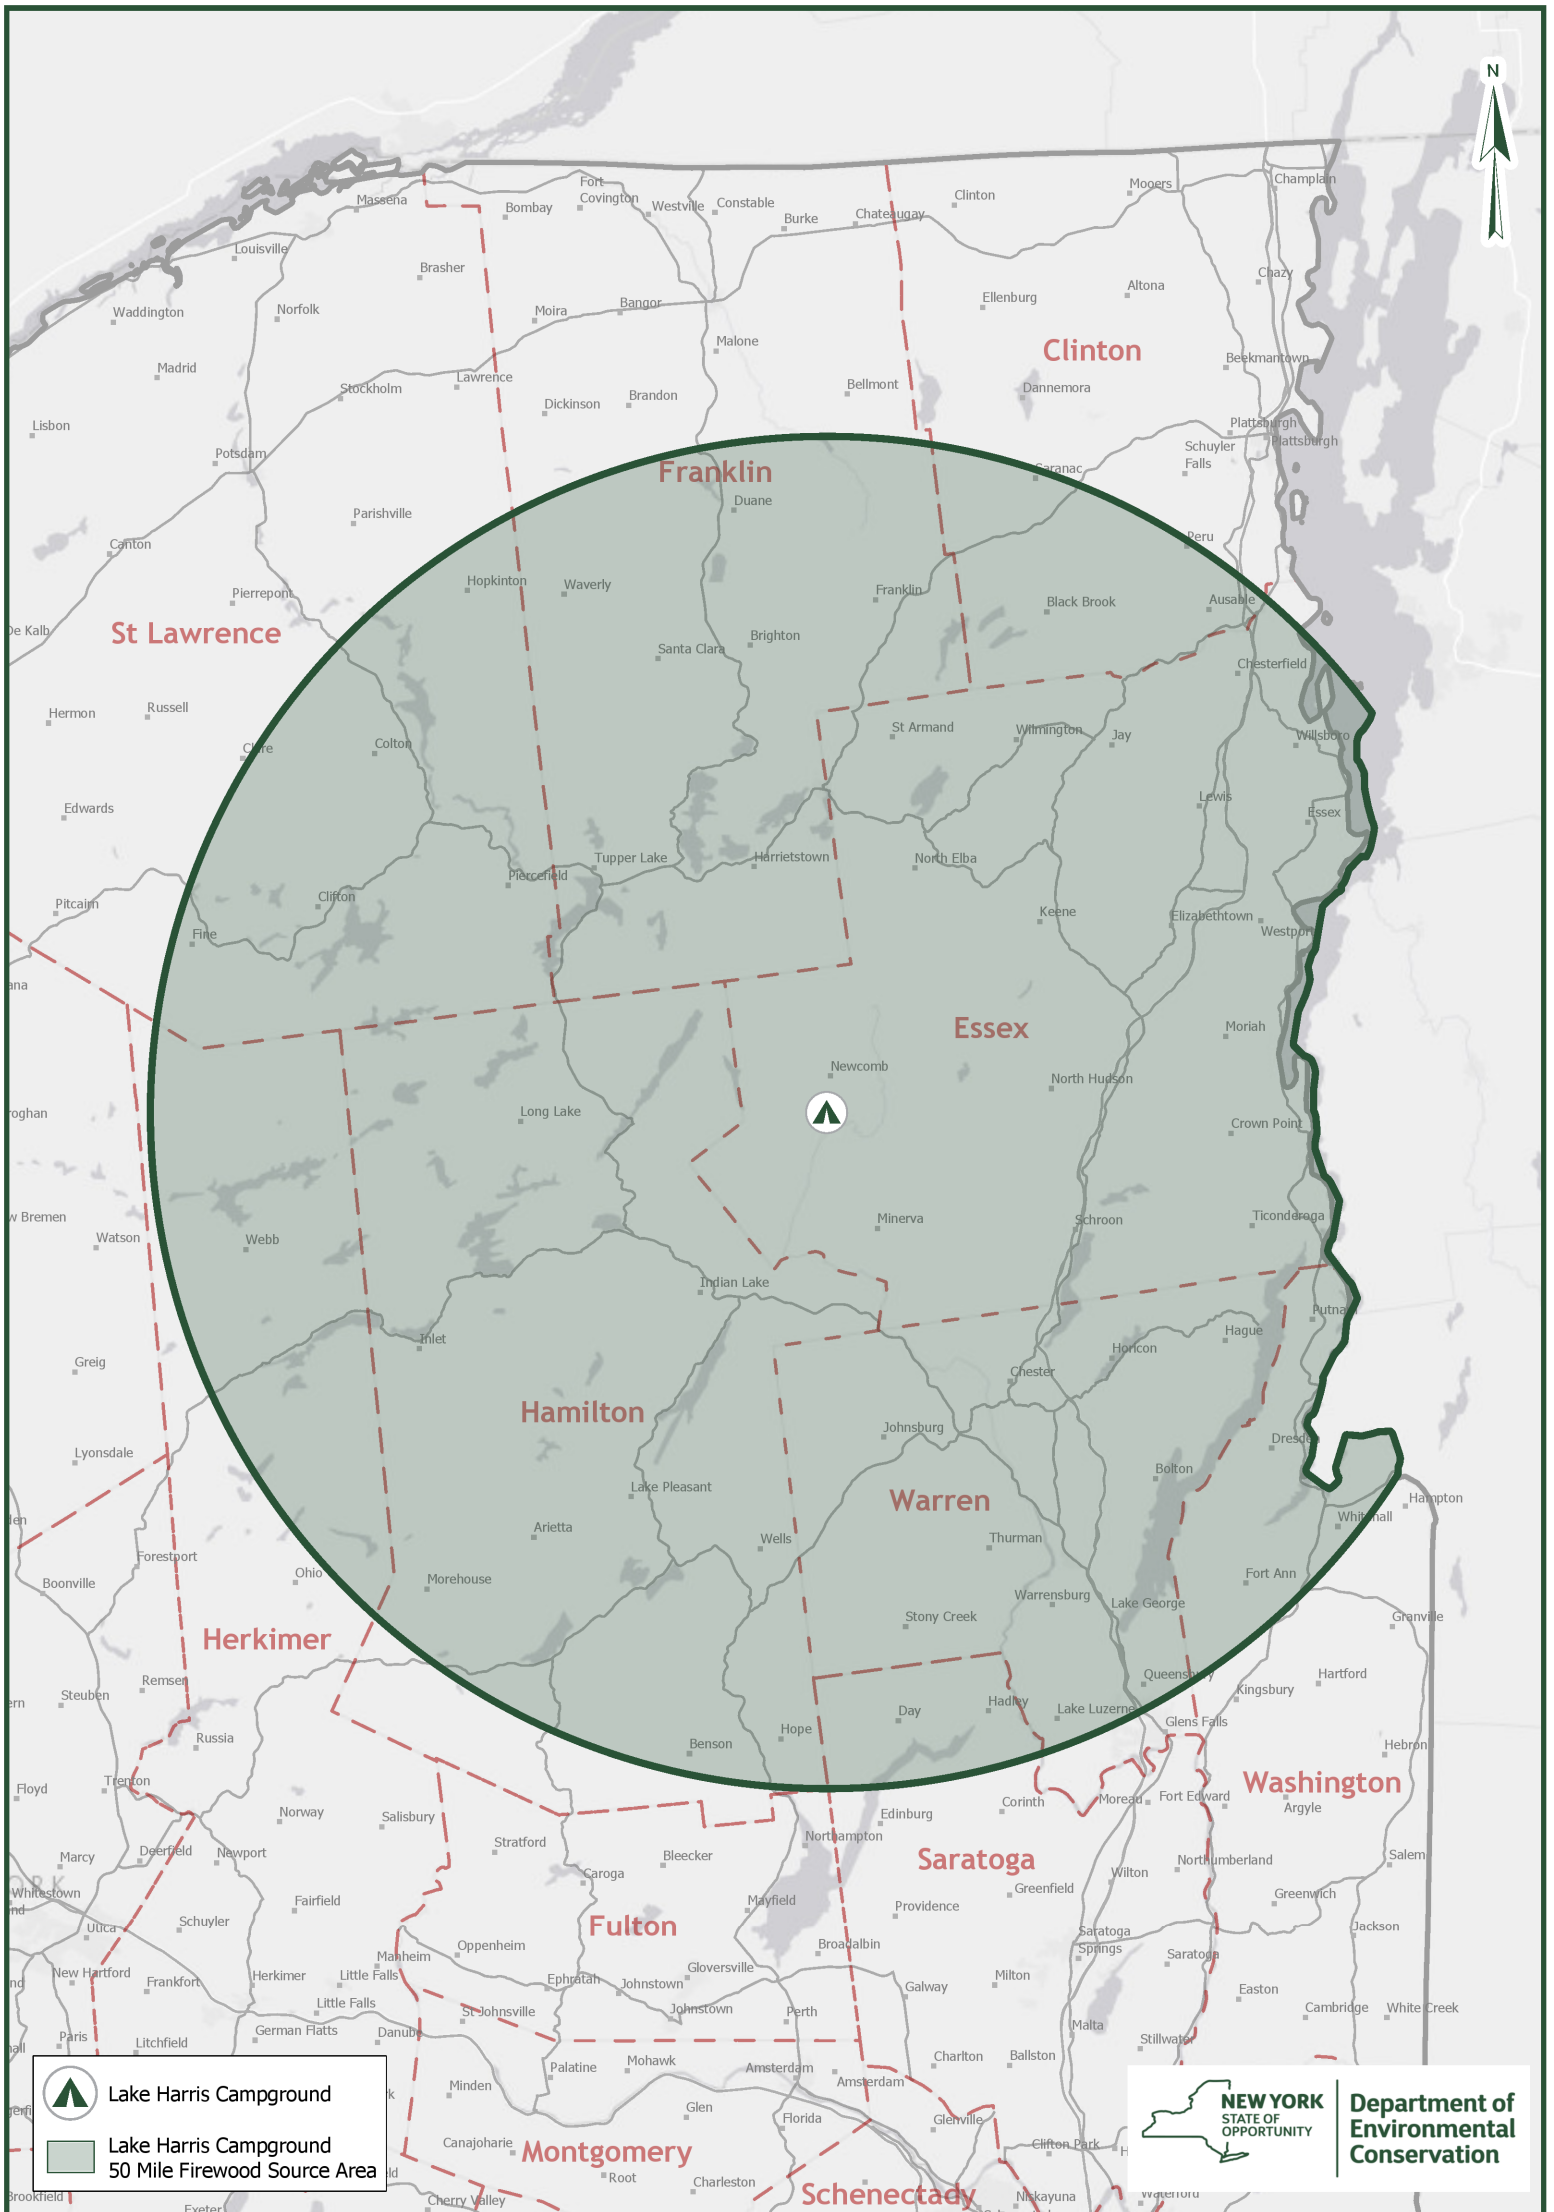 N
Champlain
Mooers
Clinton
Fort
Covington
Massena
Bombay
Westville
Constable
Burke
Chateaugay
Louisville
Brasher
Chazy
Altona
Ellenburg
Waddington
Norfolk
Moira
Bangor
Malone
Clinton
Beekmantown
Madrid
Stockholm
Lawrence
Dickinson
Brandon
Bellmont
Dannemora
Lisbon
Plattsburgh
Plattsburgh
Potsdam
Schuyler
Falls
Saranac
Franklin
Duane
Parishville
Peru
Canton
Hopkinton
Waverly
Franklin
Pierrepont
Black Brook
Ausable
De Kalb
St Lawrence
Santa Clara
Brighton
Chesterfield
Hermon
Russell
St Armand
Wilmington
Jay
Willsboro
Clare
Colton
Lewis
Edwards
Essex
Tupper Lake
Harrietstown
North Elba
Piercefield
Pitcairn
Clifton
Keene
Elizabethtown
Westport
Fine
ana
Essex
Moriah
Newcomb
North Hudson
roghan
Long Lake
Crown Point
w Bremen
Watson
Webb
Minerva
Schroon
Ticonderoga
Indian Lake
Putnam
Inlet
Hague
Horicon
Greig
Chester
Hamilton
Johnsburg
Dresden
Lyonsdale
Bolton
Lake Pleasant
Warren
Hampton
Whitehall
den
Arietta
Wells
Thurman
Forestport
Boonville
Ohio
Morehouse
Fort Ann
Warrensburg
Lake George
Stony Creek
Granville
Herkimer
Remsen
Queensbury
Hartford
ern
Steuben
Kingsbury
Day
Hadley
Lake Luzerne
Glens Falls
Russia
Benson
Hope
Hebron
Floyd
Trenton
Washington
Corinth
Moreau
Fort Edward
Argyle
Norway
Salisbury
Edinburg
Stratford
Northampton
Deerfield
Newport
Marcy
Bleecker
Saratoga
Northumberland
Salem
Caroga
Wilton
ORK
Whitestown
Greenfield
Greenwich
Fairfield
Mayfield
Providence
nd
Schuyler
Utica
Fulton
Jackson
Saratoga
Springs
Oppenheim
Broadalbin
Saratoga
Manheim
New Hartford
Frankfort
Herkimer
Little Falls
Ephratah
Johnstown
Gloversville
Galway
Milton
Easton
nd
Little Falls
St Johnsville
Johnstown
Perth
Cambridge
White Creek
German Flatts
Danube
Malta
Paris
Litchfield
Stillwater
Palatine
Mohawk
Amsterdam
Amsterdam
Charlton
Ballston
Minden
Glen
Florida
Glenville
Canajoharie
Montgomery
Clifton Park
H
Root
Charleston
Schenectady
Niskayuna
Waterford
Brookfield
Exeter
Cherry Valley
Lake Harris Campground
Lake Harris Campground
50 Mile Firewood Source Area
NEW YORK
STATE OF
OPPORTUNITY
Department of
Environmental
Conservation